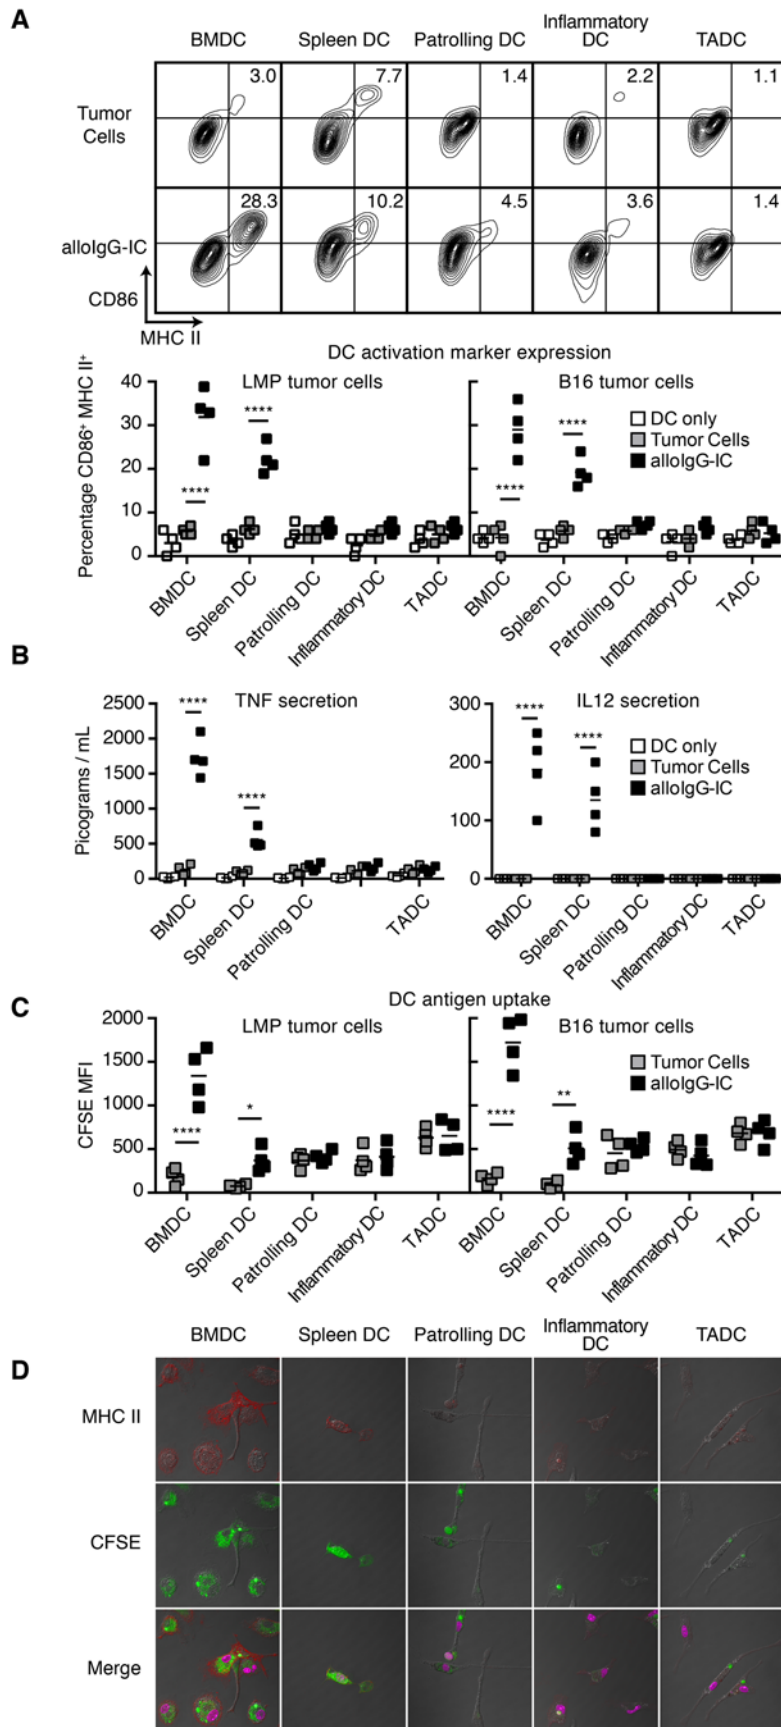 A
BMDC Spleen DC Patrolling DC Inflammatory DC TADC
Tumor Cells
3.0 7.7 1.4 2.2 1.1
alloIgG-IC
28.3 10.2 4.5 3.6 1.4
CD86
MHC II
DC activation marker expression
LMP tumor cells B16 tumor cells
Percentage CD86⁺ MHC II⁺
40
30
20
10
0
**** **** **** ****
DC only
Tumor Cells
alloIgG-IC
BMDC Spleen DC Patrolling DC Inflammatory DC TADC BMDC Spleen DC Patrolling DC Inflammatory DC TADC
B
TNF secretion IL12 secretion
Picograms / mL
2500 300
2000
1500 200
1000
500 100
0 0
**** **** **** ****
DC only
Tumor Cells
alloIgG-IC
BMDC Spleen DC Patrolling DC TADC BMDC Spleen DC Patrolling DC Inflammatory DC TADC
C
DC antigen uptake
LMP tumor cells B16 tumor cells
CFSE MFI
2000
1500
1000
500
0
**** * **** **
Tumor Cells
alloIgG-IC
BMDC Spleen DC Patrolling DC Inflammatory DC TADC BMDC Spleen DC Patrolling DC Inflammatory DC TADC
BMDC Spleen DC Patrolling DC Inflammatory DC TADC
D
MHC II
CFSE
Merge